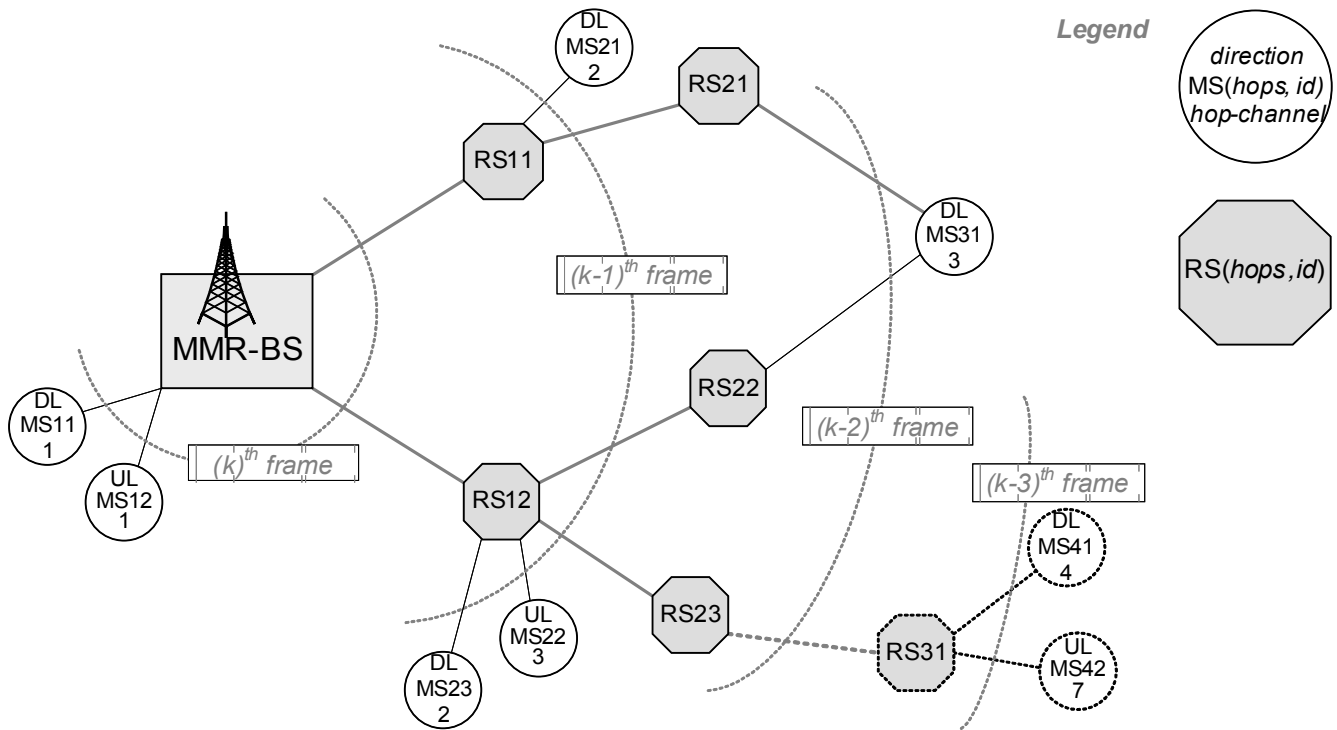 Legend
direction
MS(hops, id)
hop-channel
RS(hops,id)
DL
MS21
2
RS21
RS11
DL
MS31
3
(k-1)th frame
MMR-BS
RS22
DL
MS11
1
UL
MS12
1
(k)th frame
(k-2)th frame
(k-3)th frame
RS12
DL
MS41
4
RS23
UL
MS22
3
RS31
UL
MS42
7
DL
MS23
2